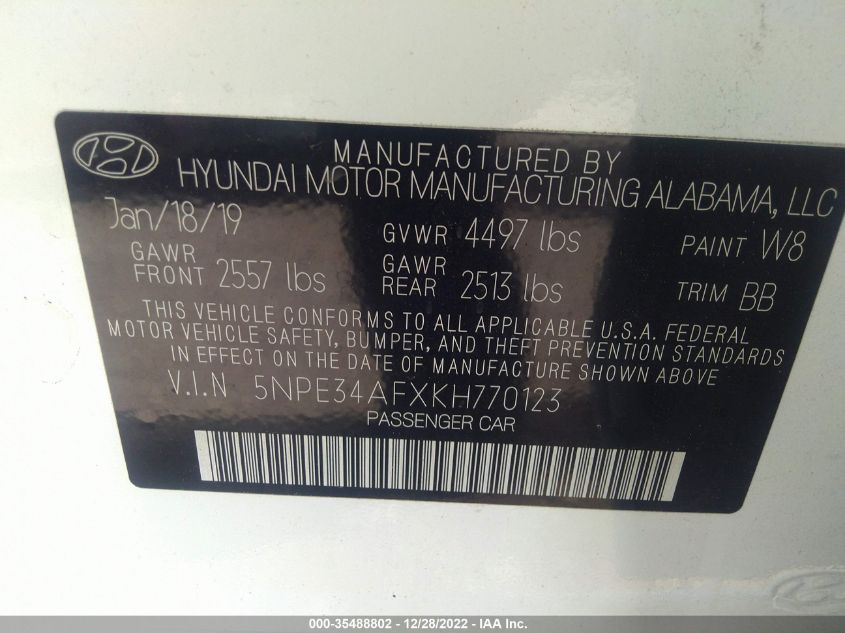 MANUFACTURED BY
HYUNDAI MOTOR MANUFACTURING ALABAMA, LLC
Jan/18/19 GVWR 4497 lbs PAINT W8
GAWR FRONT 2557 lbs GAWR REAR 2513 lbs TRIM BB
THIS VEHICLE CONFORMS TO ALL APPLICABLE U.S.A. FEDERAL
MOTOR VEHICLE SAFETY, BUMPER, AND THEFT PREVENTION STANDARDS
IN EFFECT ON THE DATE OF MANUFACTURE SHOWN ABOVE
V.I.N 5NPE34AFXKH770123
PASSENGER CAR
000-35488802 - 12/28/2022 - IAA Inc.